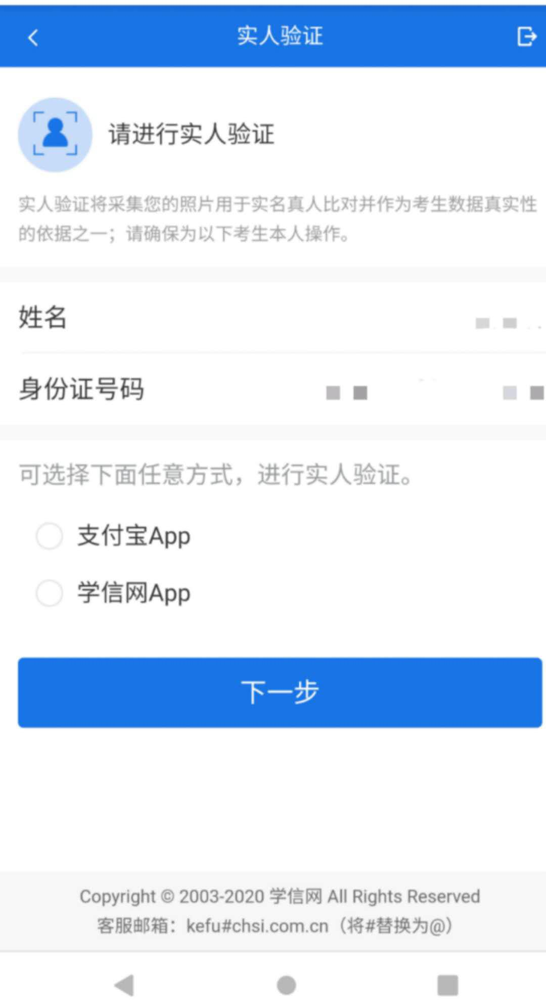 实人验证
请进行实人验证
实人验证将采集您的照片用于实名真人比对并作为考生数据真实性
的依据之一；请确保为以下考生本人操作。
姓名
身份证号码
可选择下面任意方式，进行实人验证。
支付宝App
学信网App
下一步
Copyright © 2003-2020 学信网 All Rights Reserved
客服邮箱：kefu#chsi.com.cn（将#替换为@）